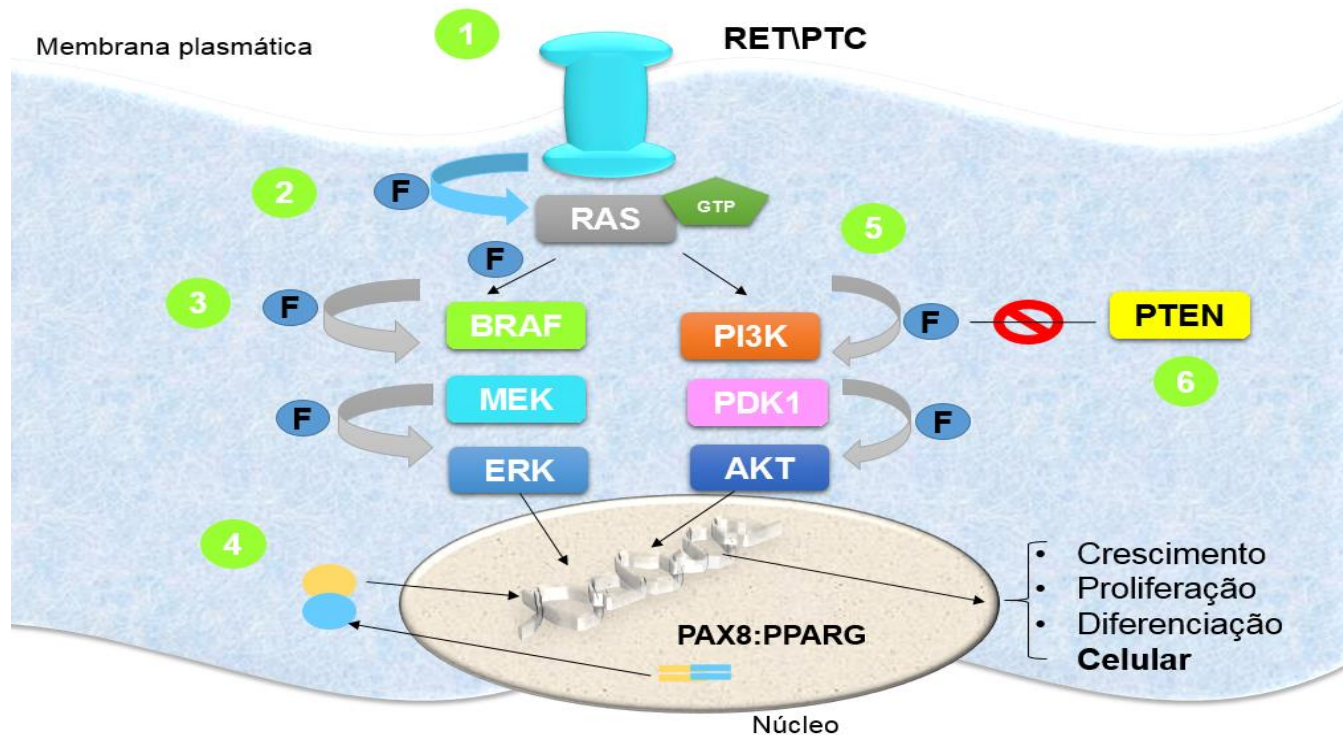 Membrana plasmática
1
RET\PTC
2
F
RAS
GTP
5
F
3
F
BRAF
PI3K
F
PTEN
6
MEK
PDK1
F
F
ERK
AKT
4
PAX8:PPARG
• Crescimento
• Proliferação
• Diferenciação
Celular
Núcleo